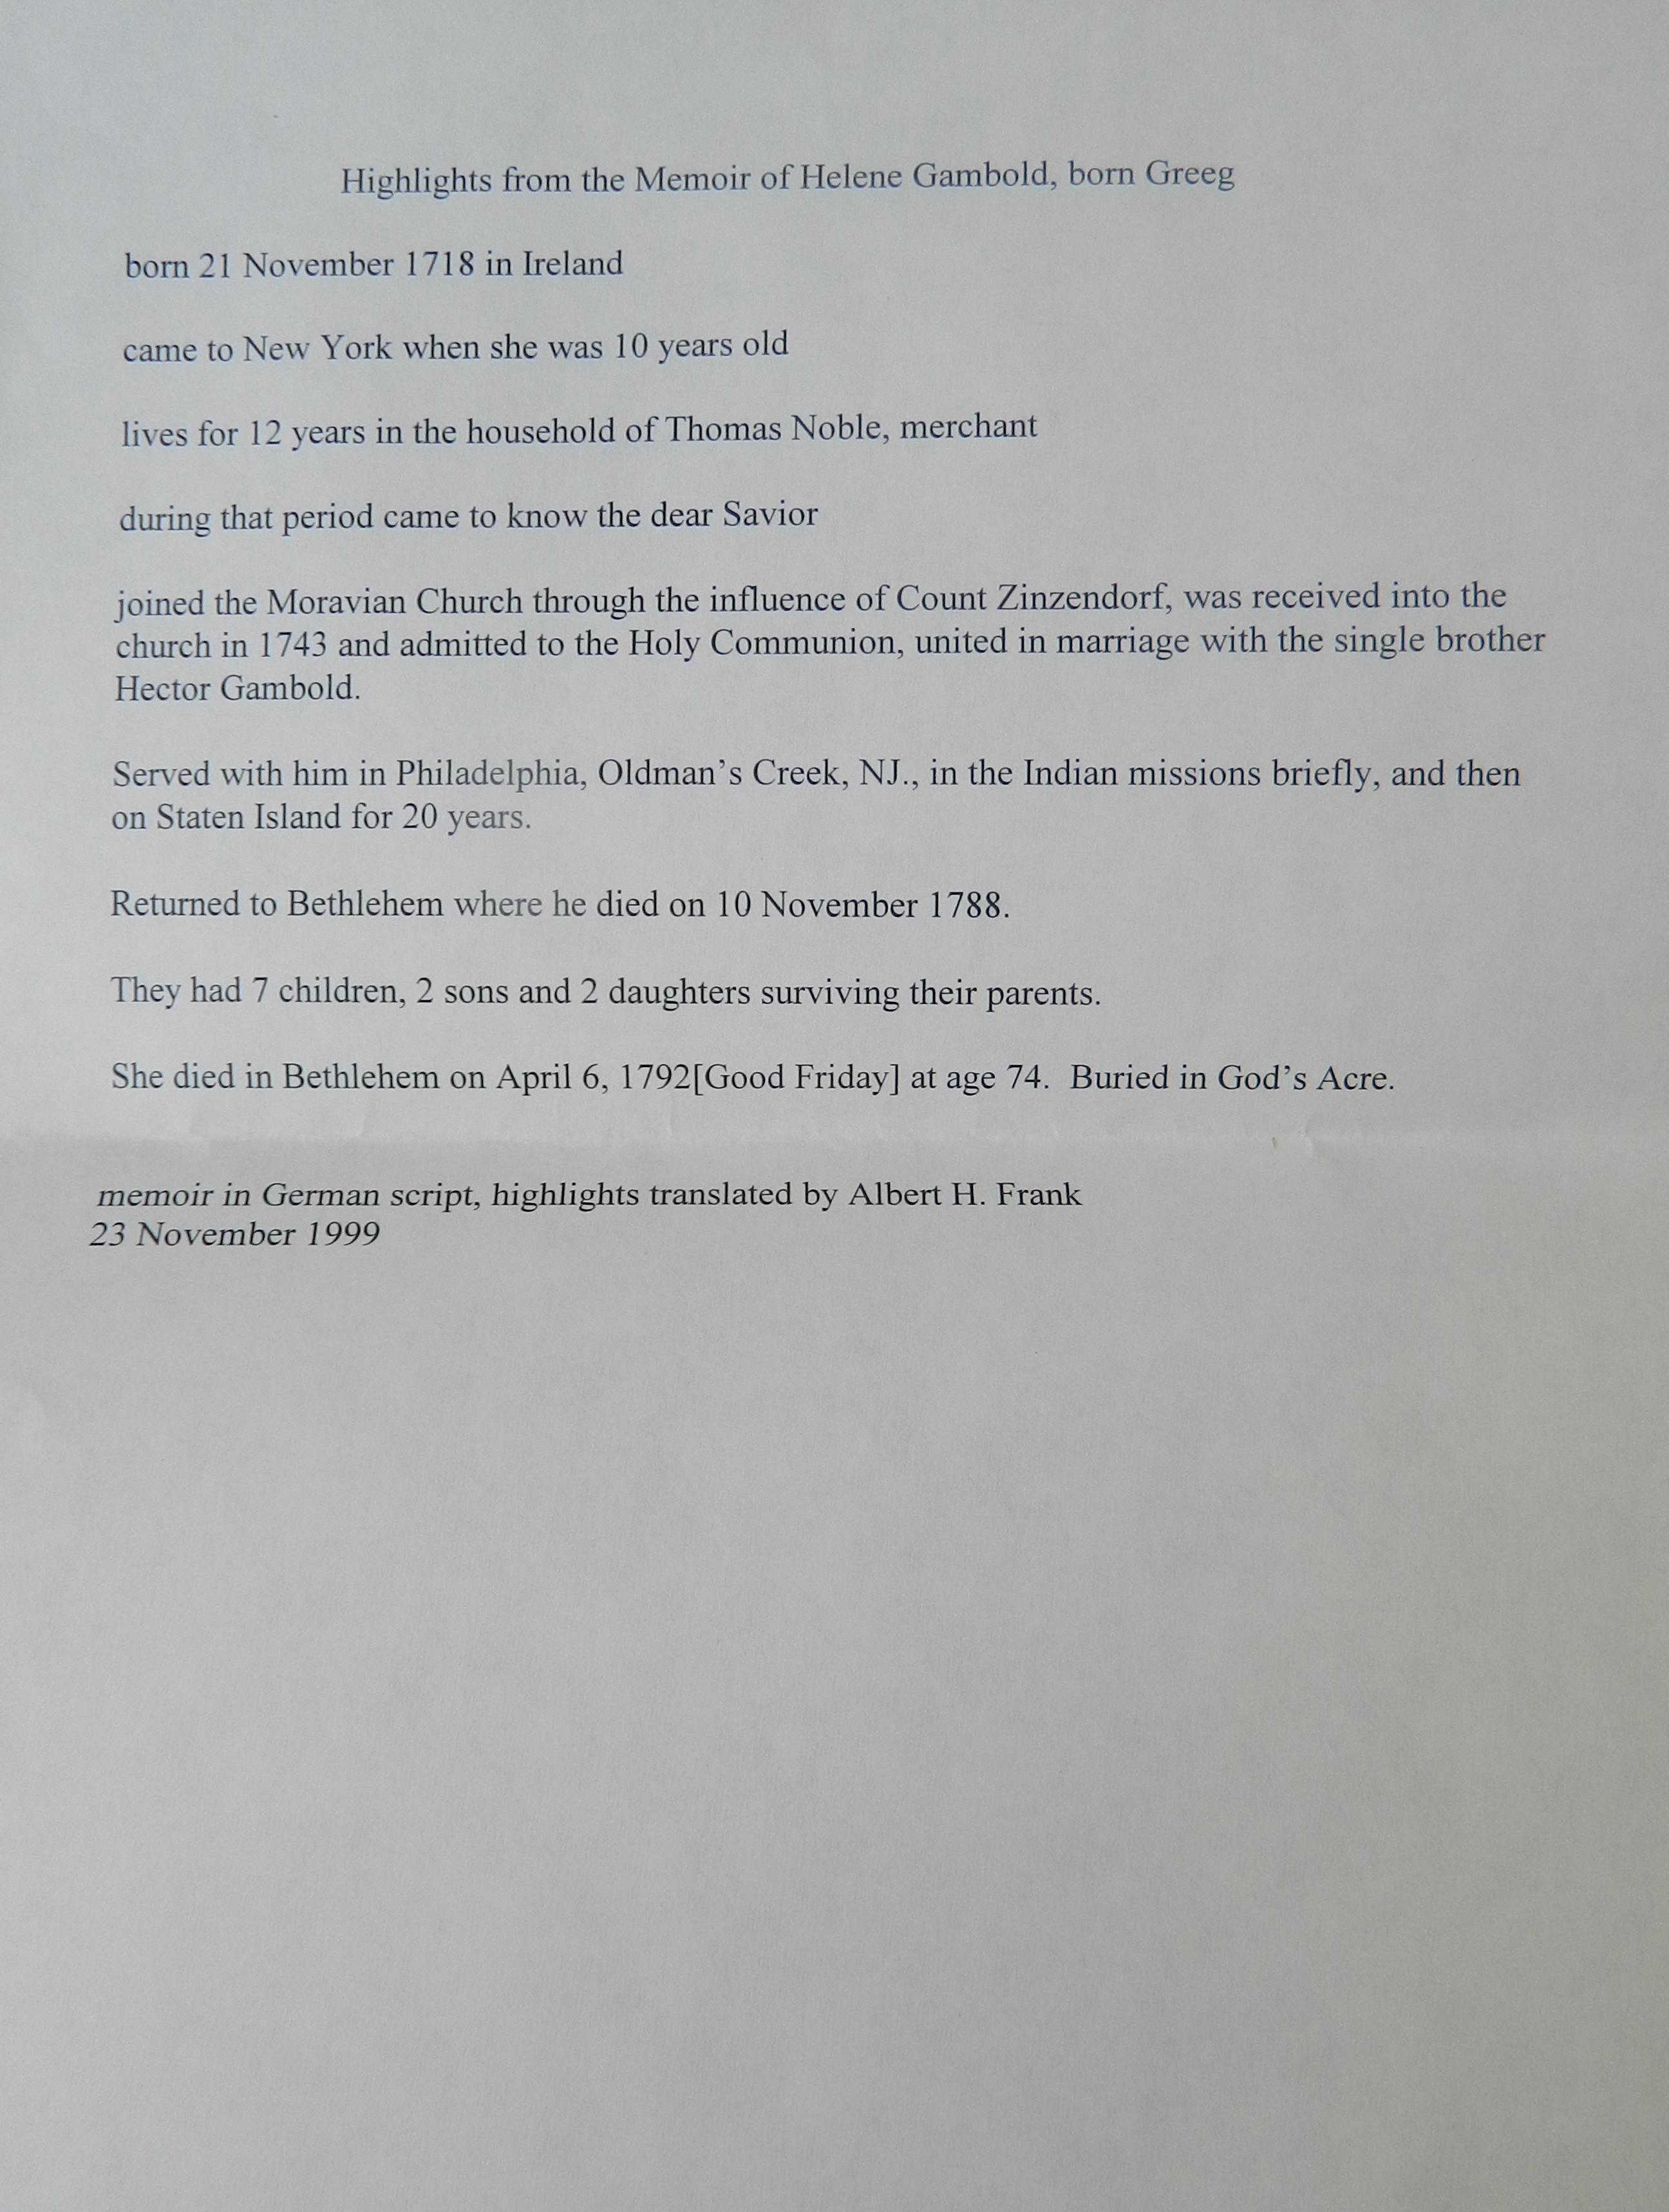 Highlights from the Memoir of Helene Gambold, born Greeg
born 21 November 1718 in Ireland
came to New York when she was 10 years old
lives for 12 years in the household of Thomas Noble, merchant
during that period came to know the dear Savior
joined the Moravian Church through the influence of Count Zinzendorf, was received into the
church in 1743 and admitted to the Holy Communion, united in marriage with the single brother
Hector Gambold.
Served with him in Philadelphia, Oldman’s Creek, NJ., in the Indian missions briefly, and then
on Staten Island for 20 years.
Returned to Bethlehem where he died on 10 November 1788.
They had 7 children, 2 sons and 2 daughters surviving their parents.
She died in Bethlehem on April 6, 1792[Good Friday] at age 74.  Buried in God’s Acre.
memoir in German script, highlights translated by Albert H. Frank
23 November 1999